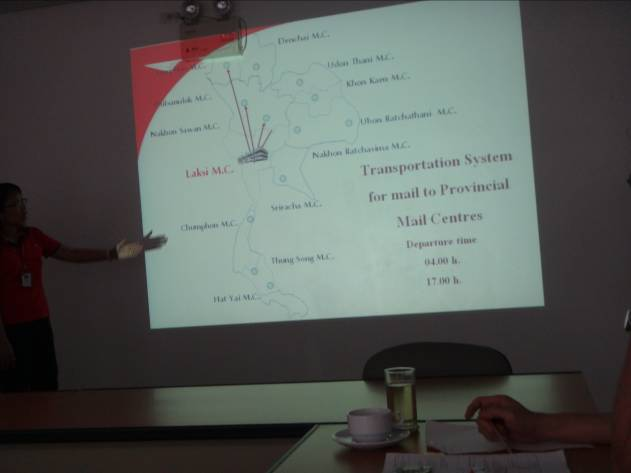 Denchai M.C.
Udon Thani M.C.
Khon Kaen M.C.
M.C.
Nakhon Sawan M.C.
Ubon Ratchathani M.C.
Nakhon Ratchasima M.C.
Laksi M.C.
Sriracha M.C.
Chumphon M.C.
Thung Song M.C.
Hat Yai M.C.
Transportation System
for mail to Provincial
Mail Centres
Departure time
04.00 h.
17.00 h.